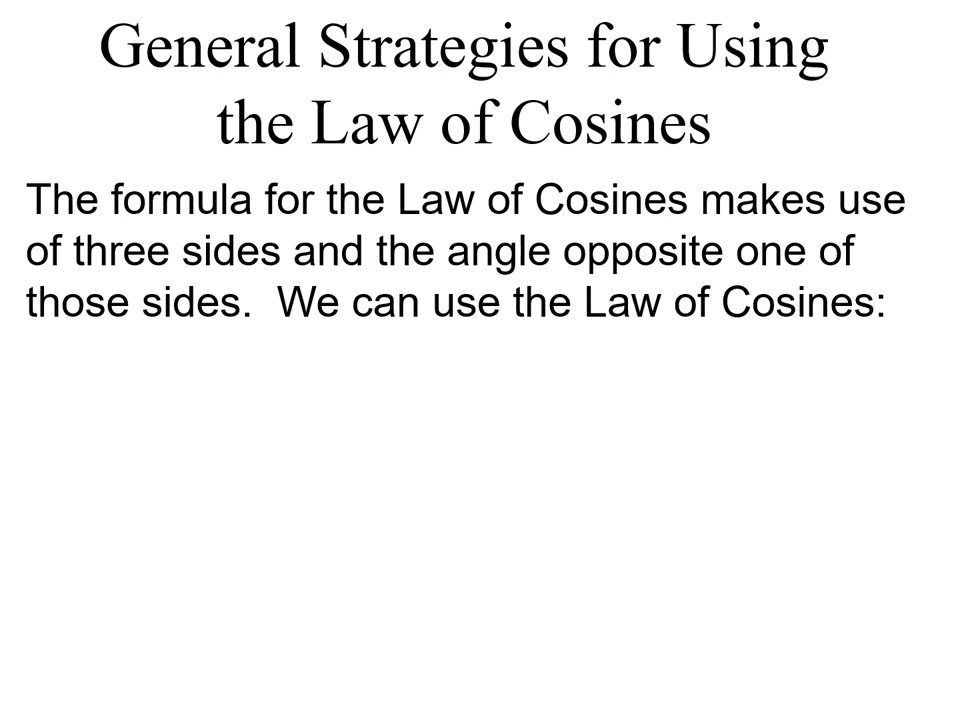 General Strategies for Using
the Law of Cosines
The formula for the Law of Cosines makes use
of three sides and the angle opposite one of
those sides.  We can use the Law of Cosines: